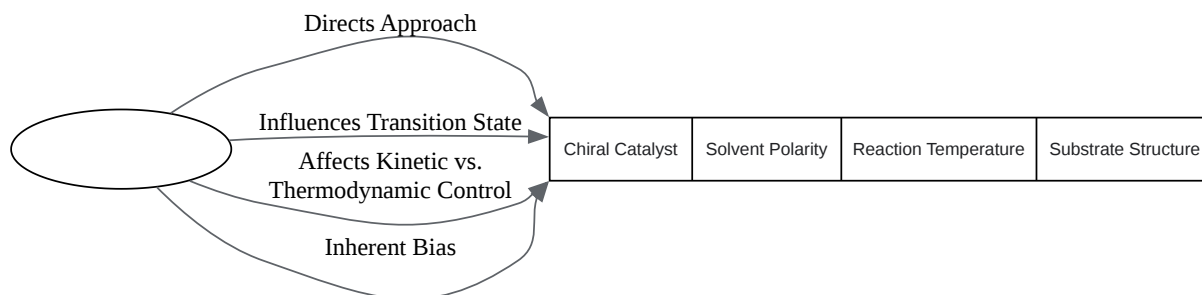 Directs Approach
Influences Transition State
Affects Kinetic vs.
Thermodynamic Control
Inherent Bias
Chiral Catalyst
Solvent Polarity
Reaction Temperature
Substrate Structure